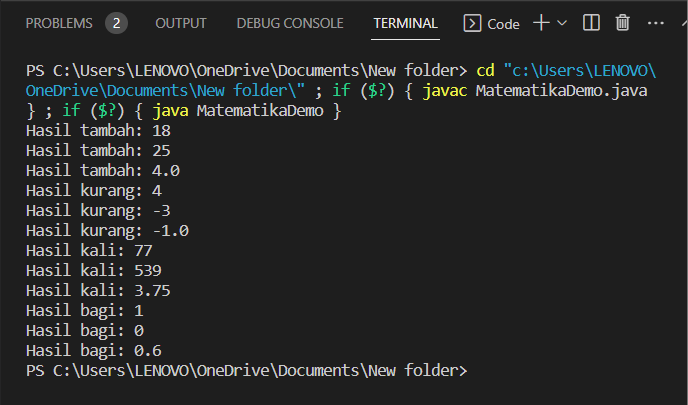 PROBLEMS 2 OUTPUT DEBUG CONSOLE TERMINAL Code
PS C:\Users\LENOVO\OneDrive\Documents\New folder> cd "c:\Users\LENOVO\
OneDrive\Documents\New folder\" ; if ($?) { javac MatematikaDemo.java
} ; if ($?) { java MatematikaDemo }
Hasil tambah: 18
Hasil tambah: 25
Hasil tambah: 4.0
Hasil kurang: 4
Hasil kurang: -3
Hasil kurang: -1.0
Hasil kali: 77
Hasil kali: 539
Hasil kali: 3.75
Hasil bagi: 1
Hasil bagi: 0
Hasil bagi: 0.6
PS C:\Users\LENOVO\OneDrive\Documents\New folder>